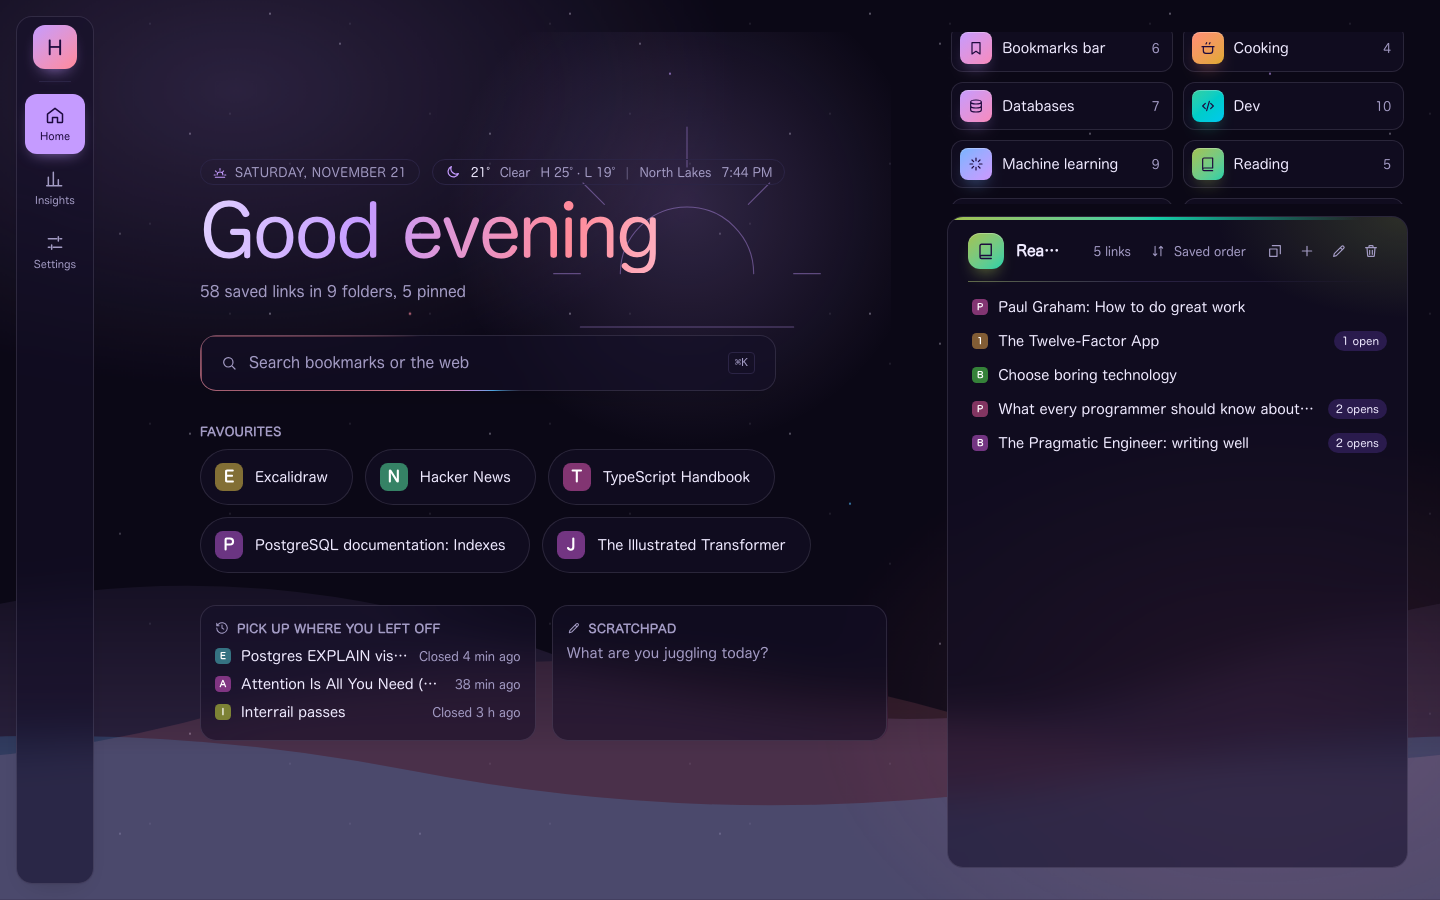 H
Home
Insights
Settings
SATURDAY, NOVEMBER 21
21° Clear H 25° · L 19° | North Lakes 7:44 PM
Good evening
58 saved links in 9 folders, 5 pinned
Search bookmarks or the web ⌘K
FAVOURITES
E Excalidraw
N Hacker News
T TypeScript Handbook
P PostgreSQL documentation: Indexes
J The Illustrated Transformer
PICK UP WHERE YOU LEFT OFF
E Postgres EXPLAIN vis··· Closed 4 min ago
A Attention Is All You Need (··· 38 min ago
I Interrail passes Closed 3 h ago
SCRATCHPAD
What are you juggling today?
Bookmarks bar 6
Cooking 4
Databases 7
Dev 10
Machine learning 9
Reading 5
Rea··· 5 links Saved order
P Paul Graham: How to do great work
1 The Twelve-Factor App 1 open
B Choose boring technology
P What every programmer should know about··· 2 opens
B The Pragmatic Engineer: writing well 2 opens